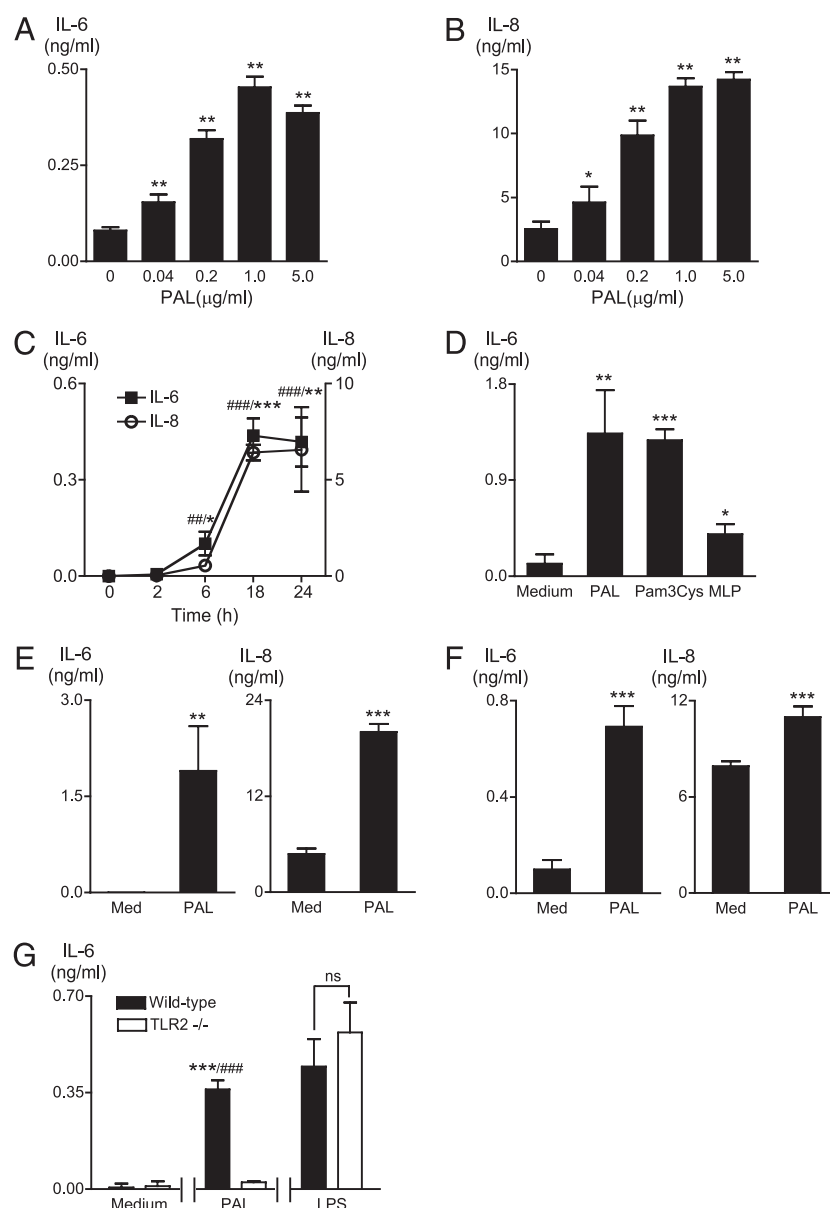 A
IL-6
(ng/ml)
0.50
0.25
0.00
** ** ** **
0 0.04 0.2 1.0 5.0
PAL(μg/ml)
B
IL-8
(ng/ml)
15
10
5
0
* ** ** **
0 0.04 0.2 1.0 5.0
PAL(μg/ml)
C
IL-6
(ng/ml)
IL-8
(ng/ml)
0.6
0.3
0.0
10
5
0
IL-6
IL-8
##/*
###/***
###/**
0 2 6 18 24
Time (h)
D
IL-6
(ng/ml)
1.8
0.9
0.0
** *** *
Medium PAL Pam3Cys MLP
E
IL-6
(ng/ml)
3.0
1.5
0.0
**
Med PAL
IL-8
(ng/ml)
24
12
0
***
Med PAL
F
IL-6
(ng/ml)
0.8
0.4
0.0
***
Med PAL
IL-8
(ng/ml)
12
6
0
***
Med PAL
G
IL-6
(ng/ml)
0.70
0.35
0.00
Wild-type
TLR2 -/-
***/###
ns
Medium PAL LPS